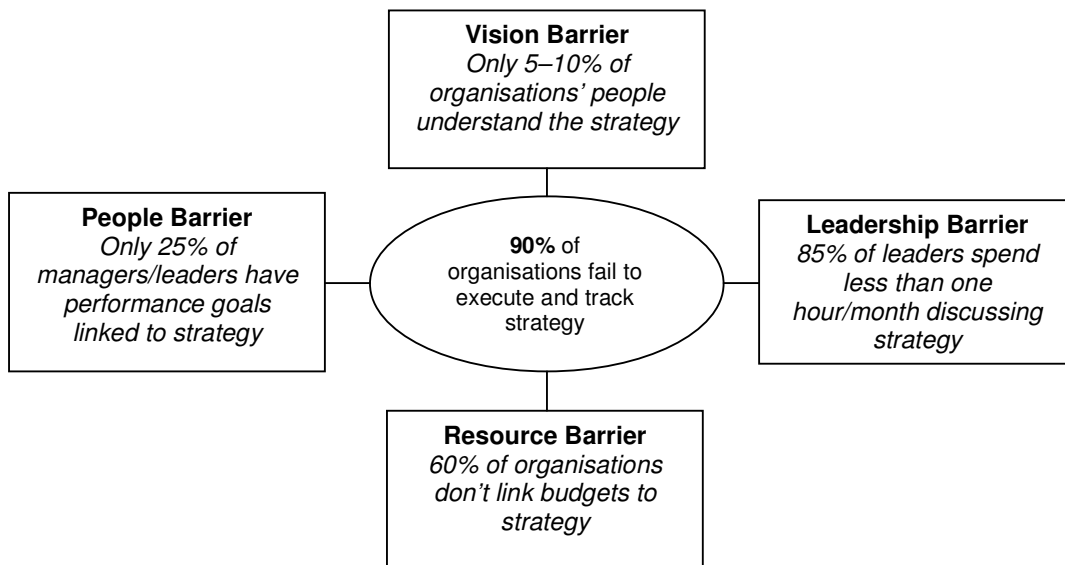 Vision Barrier
Only 5–10% of
organisations’ people
understand the strategy
People Barrier
Only 25% of
managers/leaders have
performance goals
linked to strategy
90% of
organisations fail to
execute and track
strategy
Leadership Barrier
85% of leaders spend
less than one
hour/month discussing
strategy
Resource Barrier
60% of organisations
don’t link budgets to
strategy